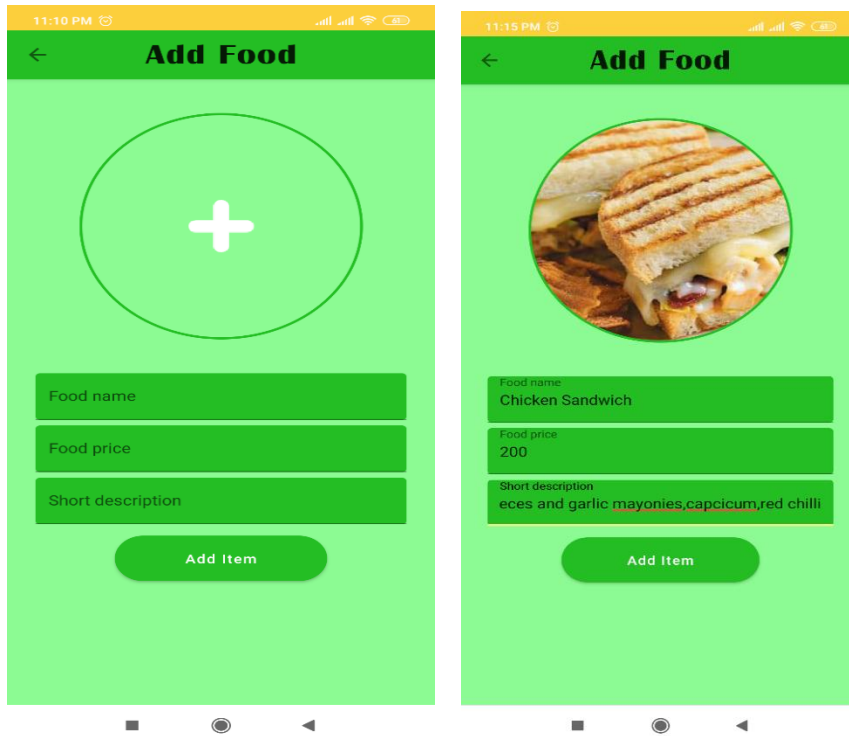 11:10 PM
Add Food
Food name
Food price
Short description
Add Item
11:15 PM
Add Food
Food name
Chicken Sandwich
Food price
200
Short description
eces and garlic mayonies,capcicum,red chilli
Add Item